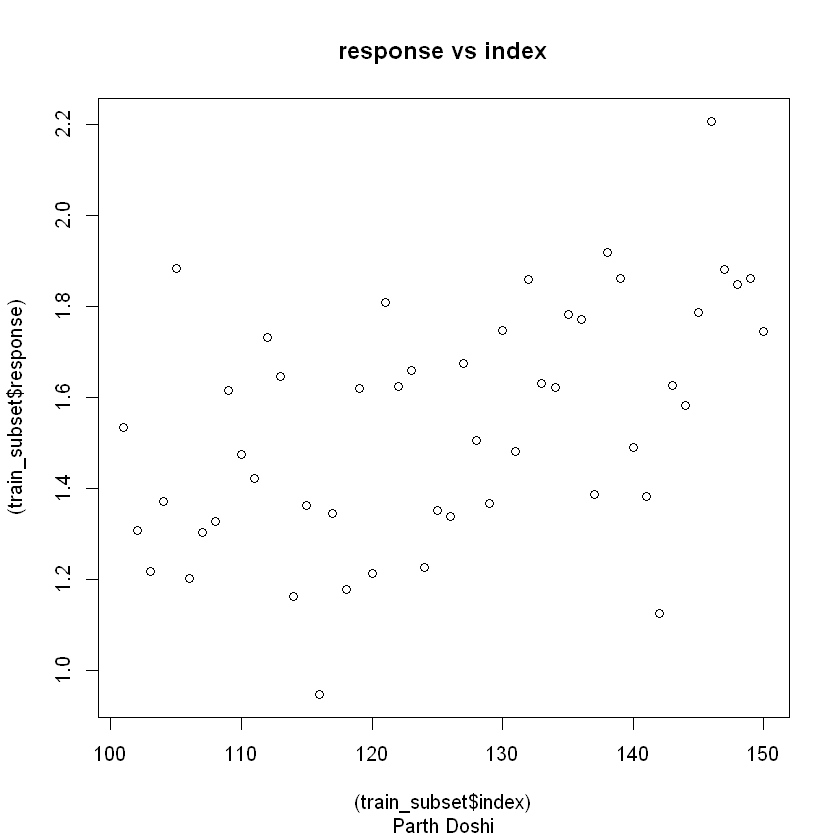 response vs index
(train_subset$response)
2.2
2.0
1.8
1.6
1.4
1.2
1.0
100 110 120 130 140 150
(train_subset$index)
Parth Doshi